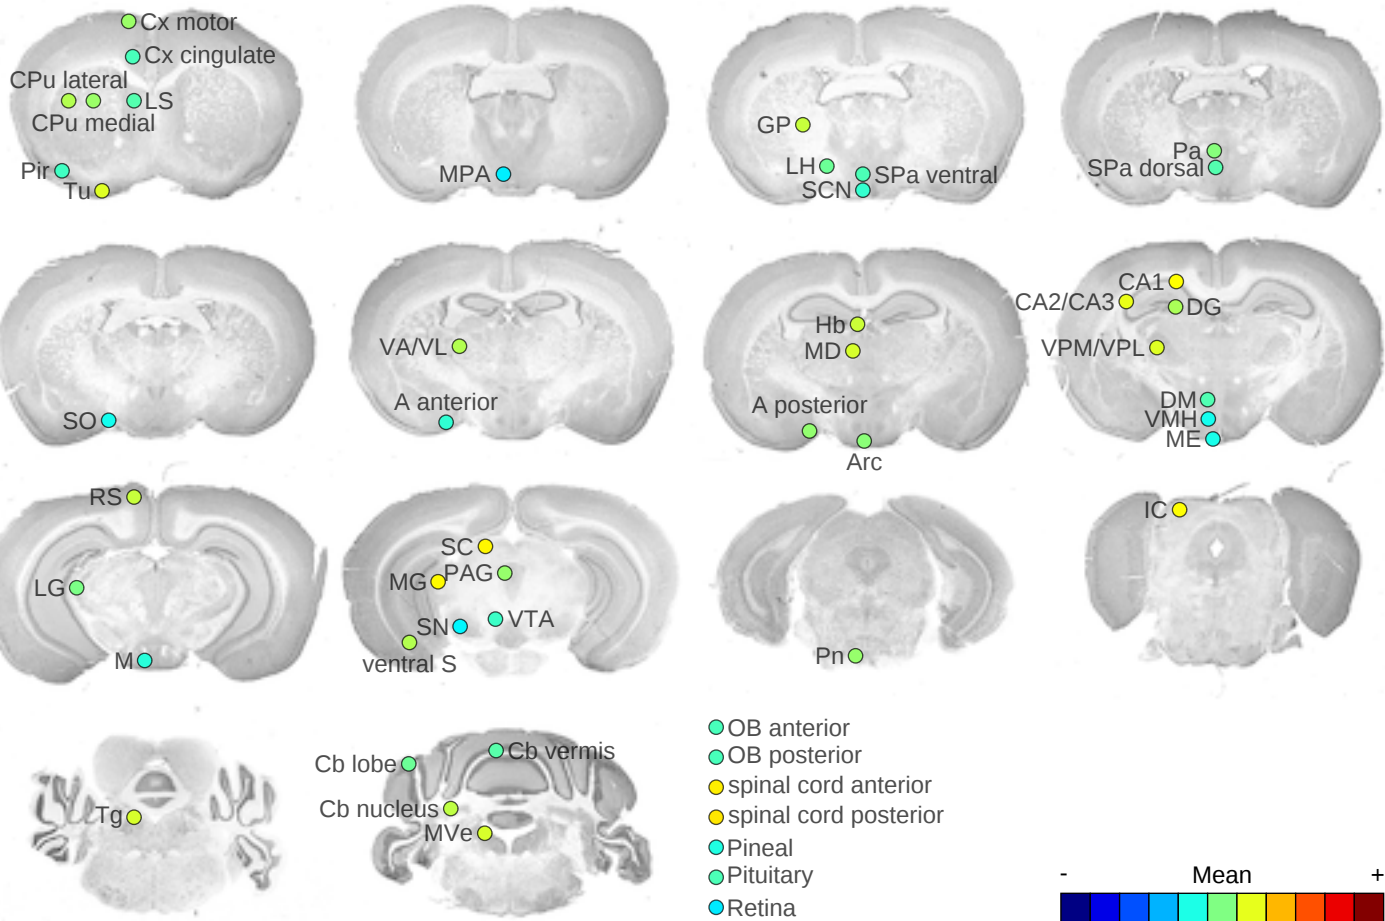 Cx motor
Cx cingulate
CPu lateral
LS
CPu medial
Pir
Tu
MPA
GP
LH
SPa ventral
SCN
Pa
SPa dorsal
SO
VA/VL
A anterior
Hb
MD
A posterior
Arc
CA1
CA2/CA3
DG
VPM/VPL
DM
VMH
ME
RS
LG
M
SC
PAG
MG
SN
VTA
ventral S
Pn
IC
Tg
Cb vermis
Cb lobe
Cb nucleus
MVe
OB anterior
OB posterior
spinal cord anterior
spinal cord posterior
Pineal
Pituitary
Retina
- Mean +